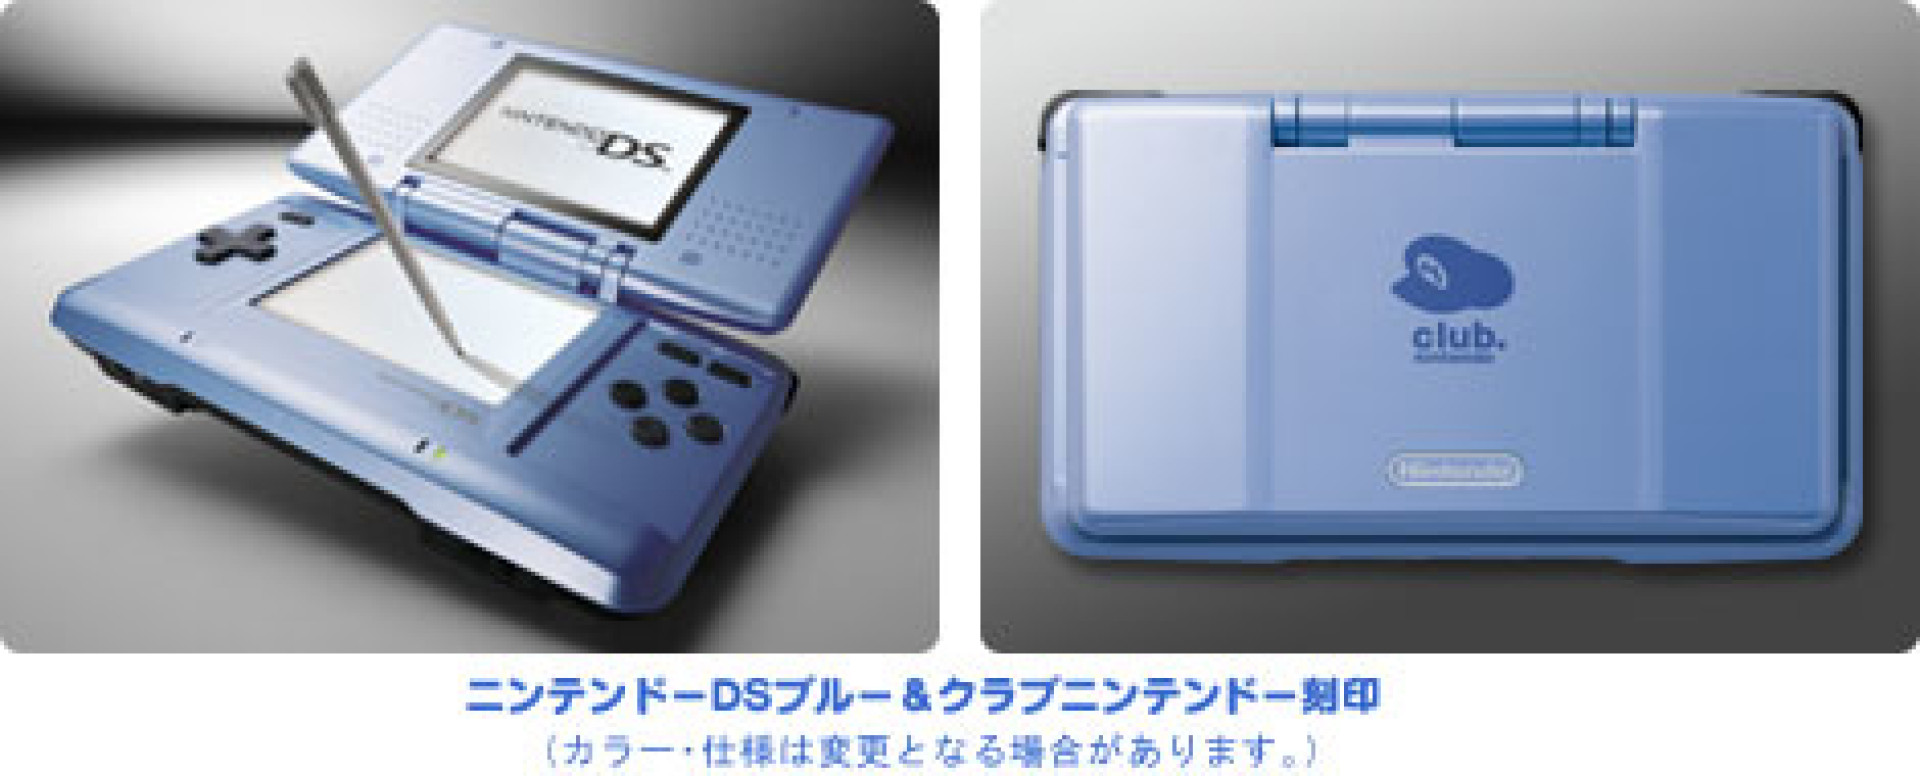 NINTENDO DS
club.
Nintendo
ニンテンドーDSブルー＆クラブニンテンドー刻印
（カラー・仕様は変更となる場合があります。）